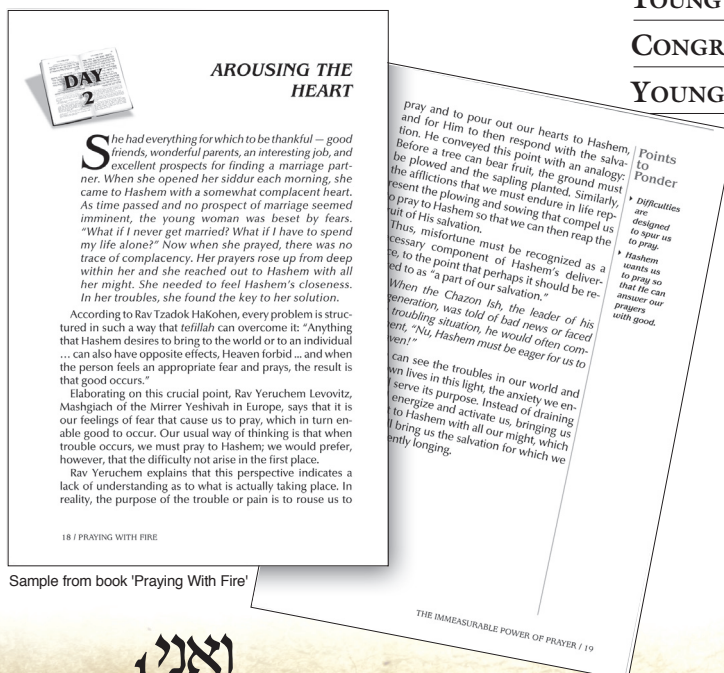 YOUNG
CONGR
YOUNG
DAY
2
AROUSING THE
HEART
She had everything for which to be thankful — good
friends, wonderful parents, an interesting job, and
excellent prospects for finding a marriage part-
ner. When she opened her siddur each morning, she
came to Hashem with a somewhat complacent heart.
As time passed and no prospect of marriage seemed
imminent, the young woman was beset by fears.
"What if I never get married? What if I have to spend
my life alone?" Now when she prayed, there was no
trace of complacency. Her prayers rose up from deep
within her and she reached out to Hashem with all
her might. She needed to feel Hashem's closeness.
In her troubles, she found the key to her solution.
According to Rav Tzadok HaKohen, every problem is struc-
tured in such a way that tefillah can overcome it: "Anything
that Hashem desires to bring to the world or to an individual
... can also have opposite effects, Heaven forbid ... and when
the person feels an appropriate fear and prays, the result is
that good occurs."
Elaborating on this crucial point, Rav Yeruchem Levovitz,
Mashgiach of the Mirrer Yeshivah in Europe, says that it is
our feelings of fear that cause us to pray, which in turn en-
able good to occur. Our usual way of thinking is that when
trouble occurs, we must pray to Hashem; we would prefer,
however, that the difficulty not arise in the first place.
Rav Yeruchem explains that this perspective indicates a
lack of understanding as to what is actually taking place. In
reality, the purpose of the trouble or pain is to rouse us to
18 / PRAYING WITH FIRE
pray and to pour out our hearts to Hashem,
and for Him to then respond with the salva-
tion. He conveyed this point with an analogy:
Before a tree can bear fruit, the ground must
be plowed and the sapling planted. Similarly,
the afflictions that we must endure in life rep-
resent the plowing and sowing that compel us
o pray to Hashem so that we can then reap the
uit of His salvation.
Thus, misfortune must be recognized as a
cessary component of Hashem's deliver-
ce, to the point that perhaps it should be re-
ed to as "a part of our salvation."
When the Chazon Ish, the leader of his
eneration, was told of bad news or faced
troubling situation, he would often com-
ent, "Nu, Hashem must be eager for us to
ven!"
can see the troubles in our world and
wn lives in this light, the anxiety we en-
l serve its purpose. Instead of draining
energize and activate us, bringing us
to Hashem with all our might, which
ll bring us the salvation for which we
ently longing.
Points
to
Ponder
Difficulties
are
designed
to spur us
to pray.
Hashem
wants us
to pray so
that He can
answer our
prayers
with good.
THE IMMEASURABLE POWER OF PRAYER / 19
Sample from book 'Praying With Fire'
ואני